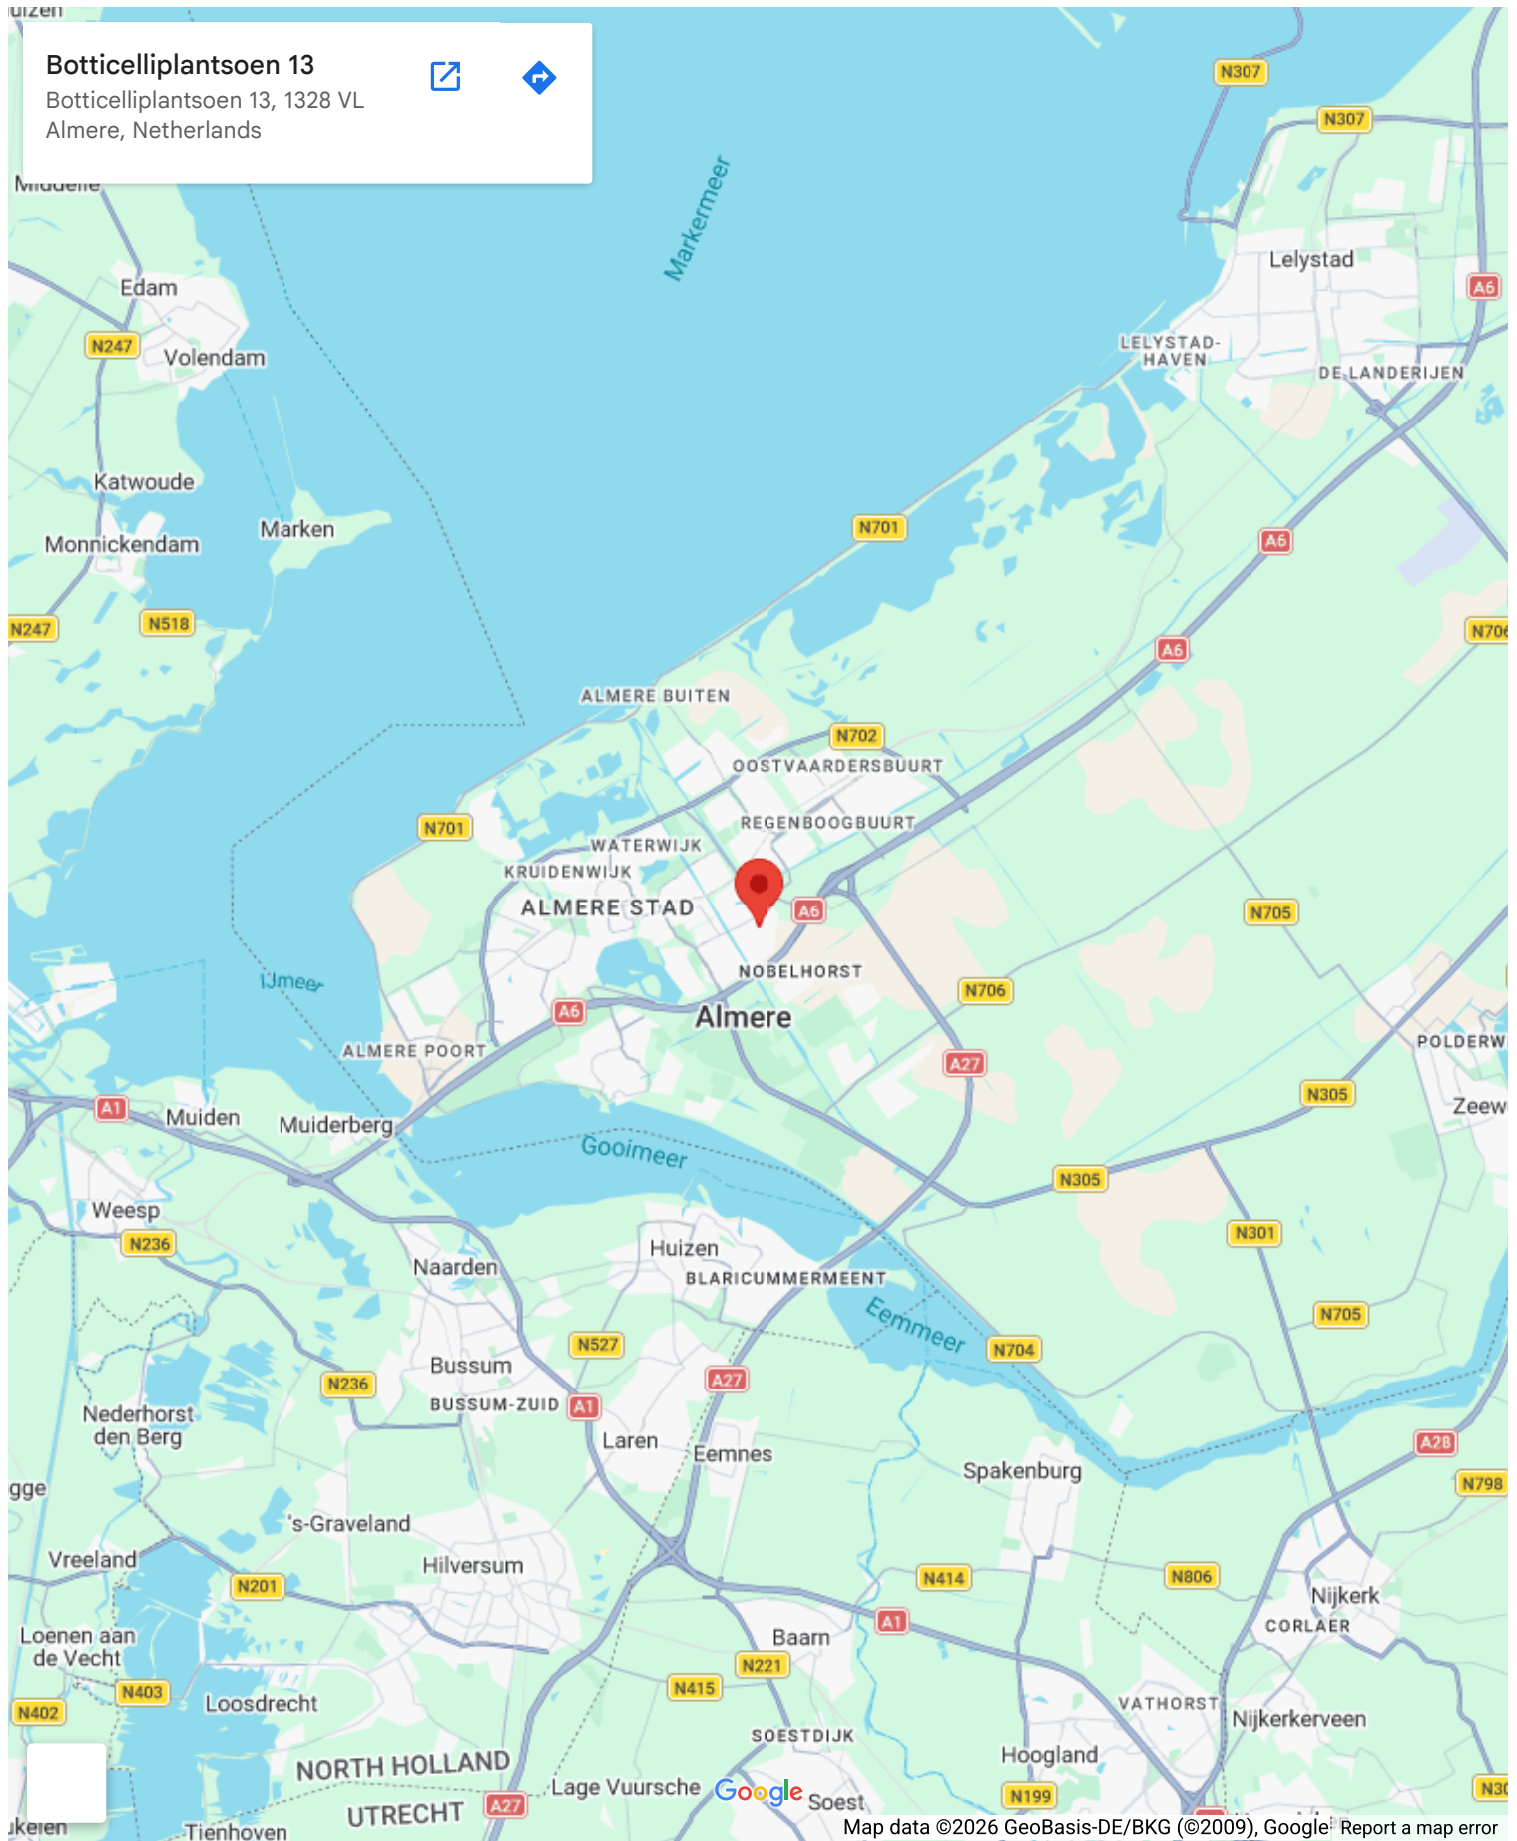 Botticelliplantsoen 13
Botticelliplantsoen 13, 1328 VL
Almere, Netherlands
N307
N307
Markermeer
Edam
Lelystad
A6
N247
Volendam
LELYSTAD-
HAVEN
DE LANDERIJEN
Katwoude
Marken
N701
Monnickendam
A6
N247
N518
N706
A6
ALMERE BUITEN
N702
OOSTVAARDERSBUURT
N701
REGENBOOGBUURT
WATERWIJK
KRUIDENWIJK
ALMERE STAD
A6
N705
IJmeer
NOBELHORST
N706
A6
Almere
ALMERE POORT
POLDERW
A27
A1
Muiden
Muiderberg
N305
Zeew
Gooimeer
N305
Weesp
N236
N301
Huizen
Naarden
BLARICUMMERMEENT
Eemmeer
N705
N527
N704
Bussum
A27
N236
BUSSUM-ZUID
A1
Nederhorst
den Berg
Laren
Eemnes
A28
Spakenburg
gge
N798
's-Graveland
Vreeland
Hilversum
N201
N414
N806
Nijkerk
A1
CORLAER
Loenen aan
de Vecht
Baarn
N221
N415
N403
Loosdrecht
N402
VATHORST
Nijkerkerveen
SOESTDIJK
Hoogland
NORTH HOLLAND
Lage Vuursche
Google
N199
N30
Soest
UTRECHT
A27
ukelen
Tienhoven
Map data ©2026 GeoBasis-DE/BKG (©2009), Google
Report a map error